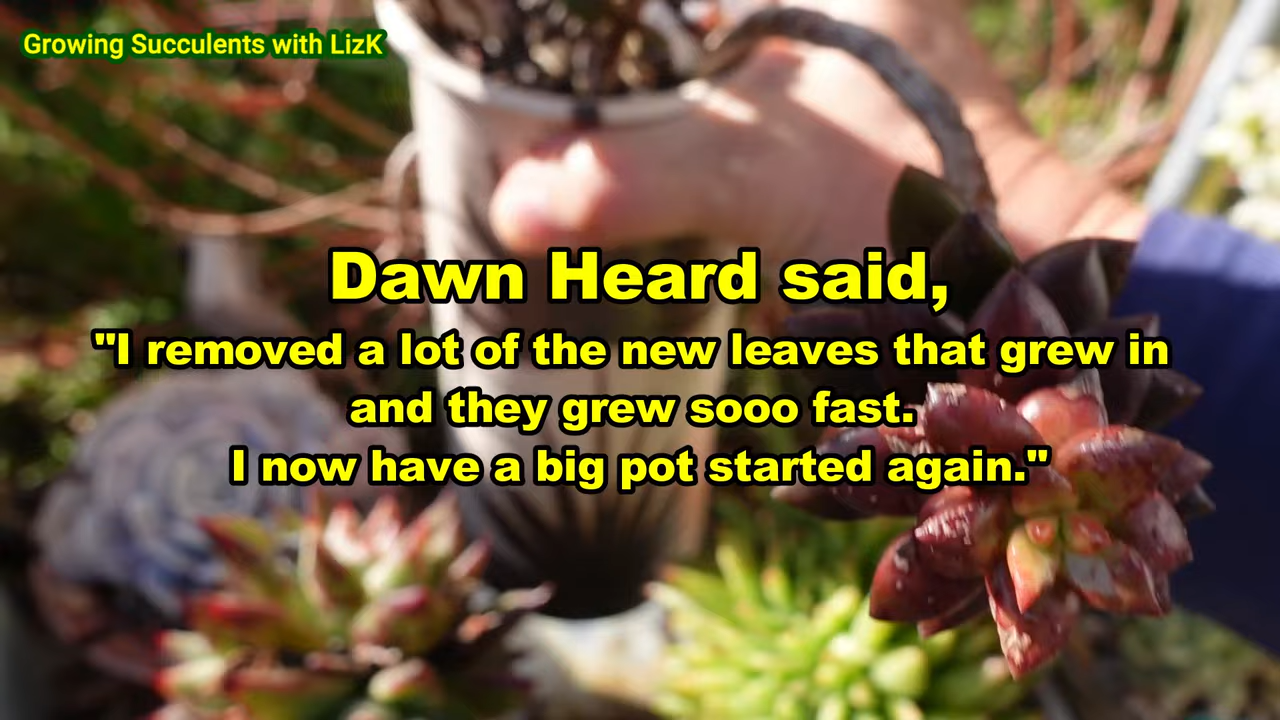 Growing Succulents with LizK
Dawn Heard said,
"I removed a lot of the new leaves that grew in
and they grew sooo fast.
I now have a big pot started again."